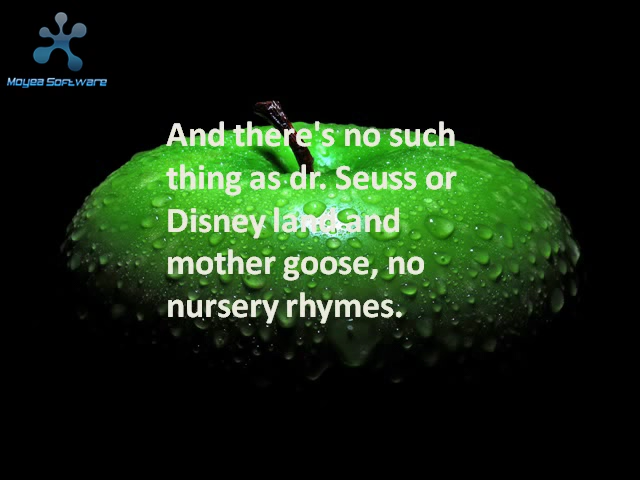 Moyea Software
And there's no such
thing as dr. Seuss or
Disney land and
mother goose, no
nursery rhymes.